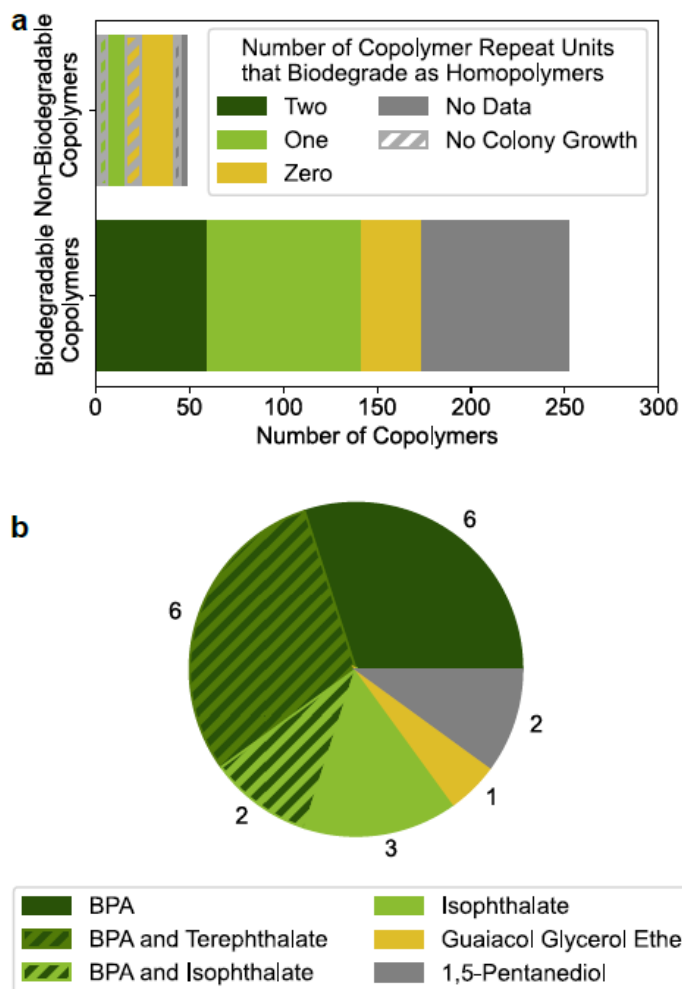 a
Non-Biodegradable
Copolymers
Biodegradable
Copolymers
Number of Copolymer Repeat Units
that Biodegrade as Homopolymers
Two
One
Zero
No Data
No Colony Growth
0 50 100 150 200 250 300
Number of Copolymers
b
6
6
2
2
1
3
BPA
BPA and Terephthalate
BPA and Isophthalate
Isophthalate
Guaiacol Glycerol Ethe
1,5-Pentanediol